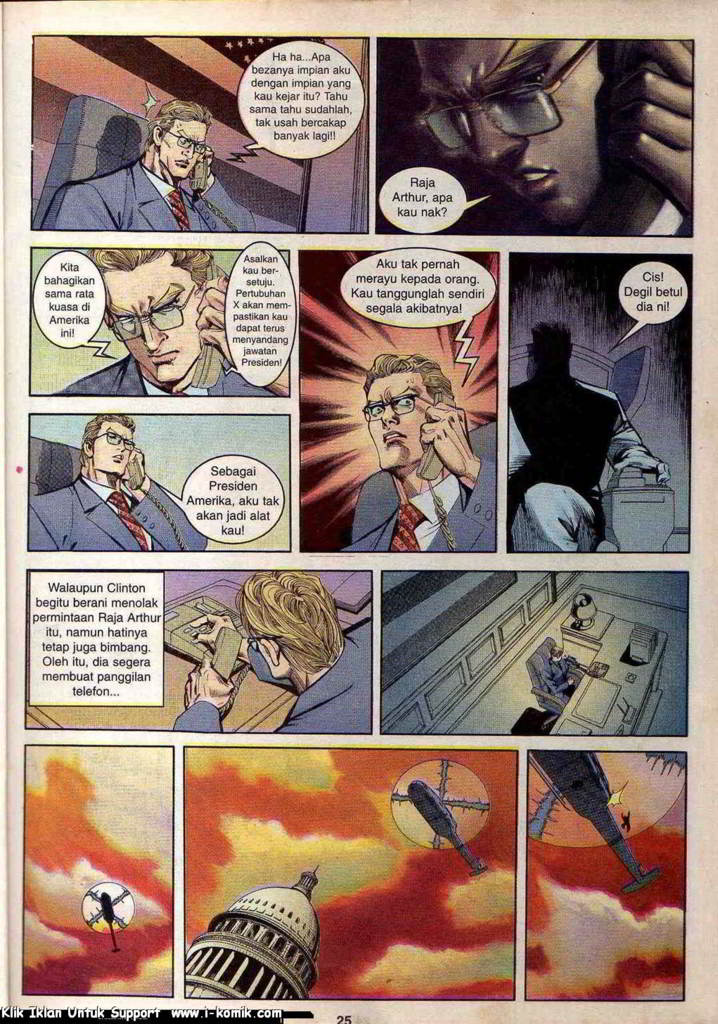 Ha ha...Apa
bezanya impian aku
dengan impian yang
kau kejar itu? Tahu
sama tahu sudahlah,
tak usah bercakap
banyak lagi!!
Raja
Arthur, apa
kau nak?
Kita
bahagikan
sama rata
kuasa di
Amerika
ini!
Asalkan
kau ber-
setuju.
Pertubuhan
X akan mem-
pastikan kau
dapat terus
menyandang
jawatan
Presiden!
Aku tak pernah
merayu kepada orang.
Kau tanggunglah sendiri
segala akibatnya!
Cis!
Degil betul
dia ni!
Sebagai
Presiden
Amerika, aku tak
akan jadi alat
kau!
Walaupun Clinton
begitu berani menolak
permintaan Raja Arthur
itu, namun hatinya
tetap juga bimbang.
Oleh itu, dia segera
membuat panggilan
telefon...
Klik Iklan Untuk Support www.i-komik.com
25